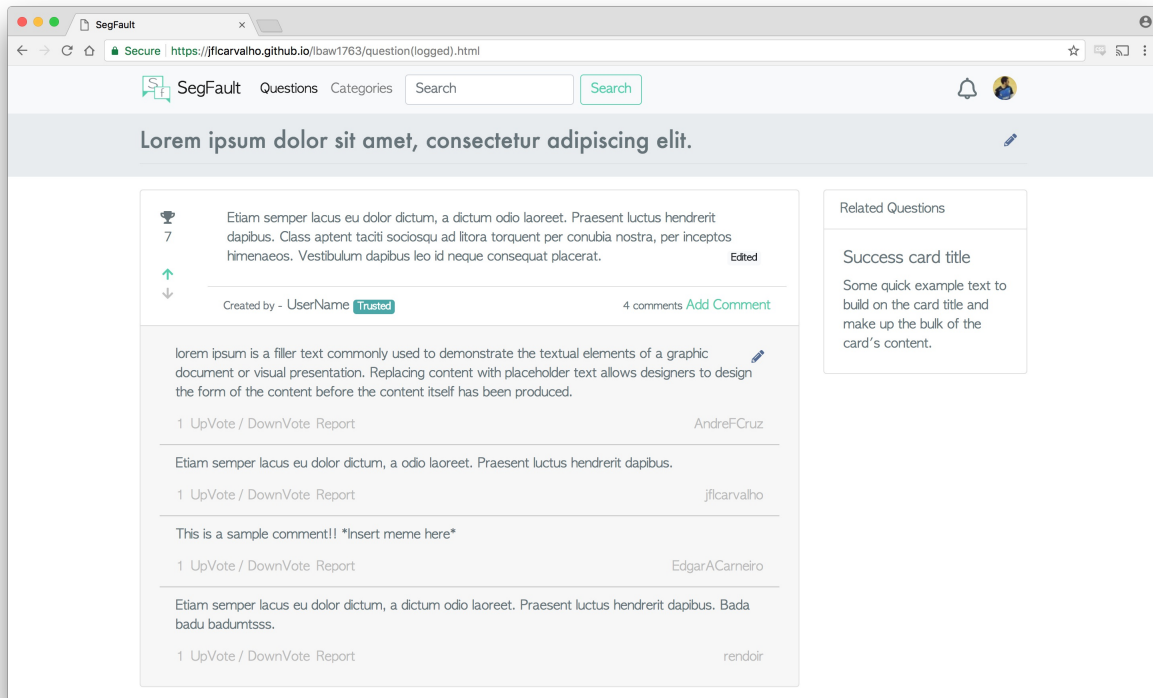 SegFault
Secure https://jflcarvalho.github.io/lbaw1763/question(logged).html
S f SegFault Questions Categories Search Search
Lorem ipsum dolor sit amet, consectetur adipiscing elit.
7
Etiam semper lacus eu dolor dictum, a dictum odio laoreet. Praesent luctus hendrerit
dapibus. Class aptent taciti sociosqu ad litora torquent per conubia nostra, per inceptos
himenaeos. Vestibulum dapibus leo id neque consequat placerat.
Edited
Created by - UserName Trusted
4 comments Add Comment
lorem ipsum is a filler text commonly used to demonstrate the textual elements of a graphic
document or visual presentation. Replacing content with placeholder text allows designers to design
the form of the content before the content itself has been produced.
1 UpVote / DownVote Report AndreFCruz
Etiam semper lacus eu dolor dictum, a odio laoreet. Praesent luctus hendrerit dapibus.
1 UpVote / DownVote Report jflcarvalho
This is a sample comment!! *Insert meme here*
1 UpVote / DownVote Report EdgarACarneiro
Etiam semper lacus eu dolor dictum, a dictum odio laoreet. Praesent luctus hendrerit dapibus. Bada
badu badumtsss.
1 UpVote / DownVote Report rendoir
Related Questions
Success card title
Some quick example text to
build on the card title and
make up the bulk of the
card's content.